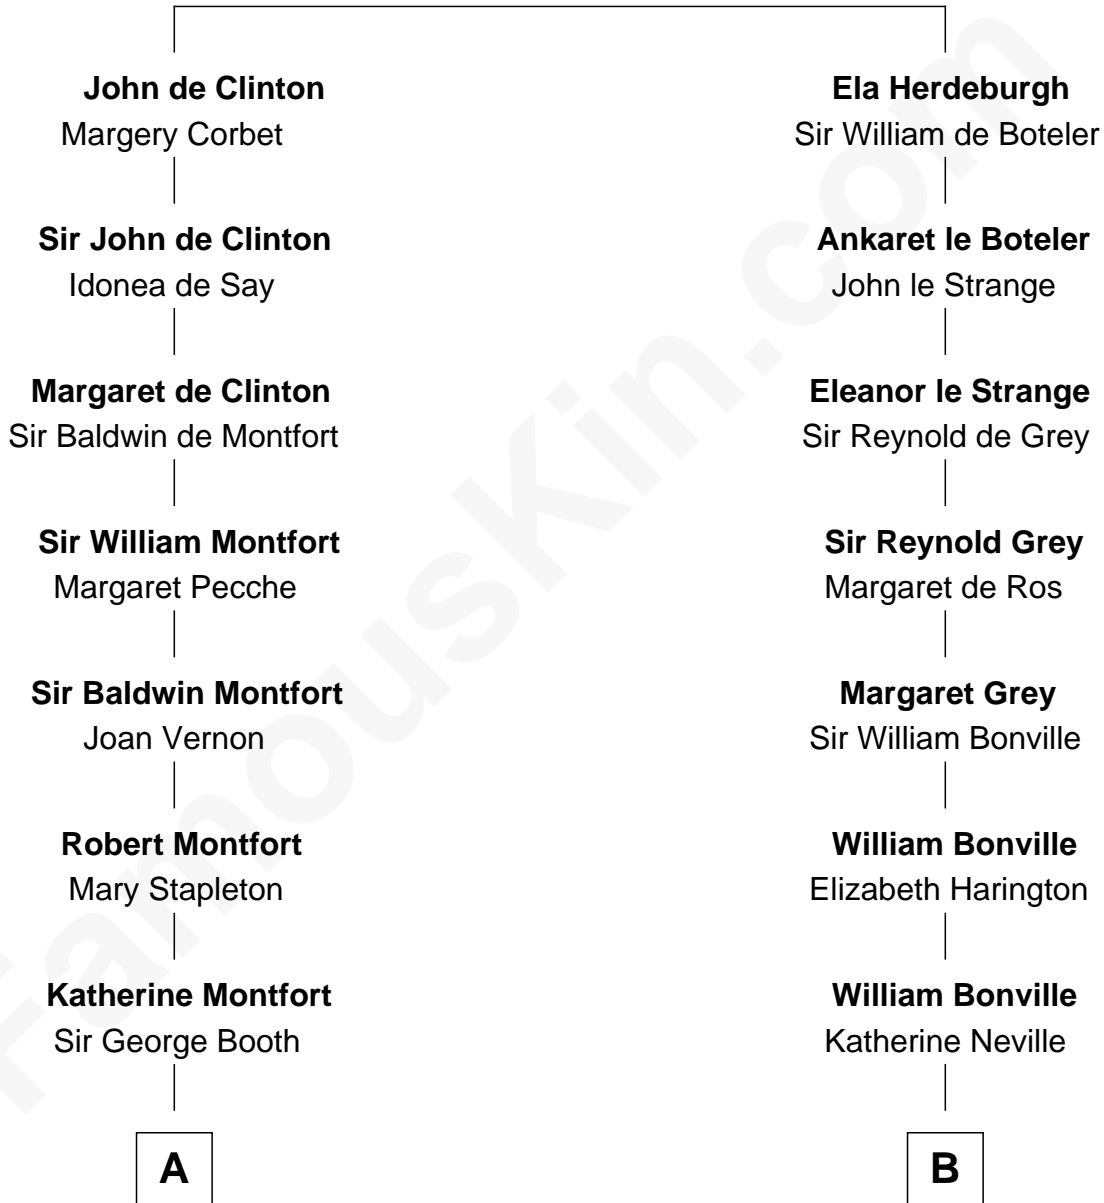 John de Clinton
Margery Corbet
Ela Herdeburgh
Sir William de Boteler
Sir John de Clinton
Idonea de Say
Ankaret le Boteler
John le Strange
Margaret de Clinton
Sir Baldwin de Montfort
Eleanor le Strange
Sir Reynold de Grey
Sir William Montfort
Margaret Pecche
Sir Reynold Grey
Margaret de Ros
Sir Baldwin Montfort
Joan Vernon
Margaret Grey
Sir William Bonville
Robert Montfort
Mary Stapleton
William Bonville
Elizabeth Harington
Katherine Montfort
Sir George Booth
William Bonville
Katherine Neville
A
B
FamousKin.com